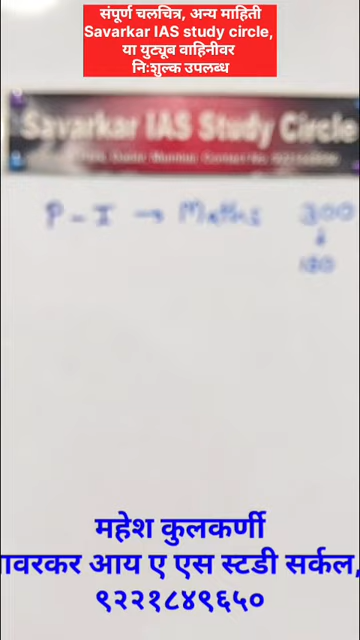 संपूर्ण चलचित्र, अन्य माहिती
Savarkar IAS study circle,
या युट्यूब वाहिनीवर
निःशुल्क उपलब्ध
Savarkar IAS Study Circle
P - I → Maths 300
↓
180
महेश कुलकर्णी
ावरकर आय ए एस स्टडी सर्कल,
९२२१८४९६५०